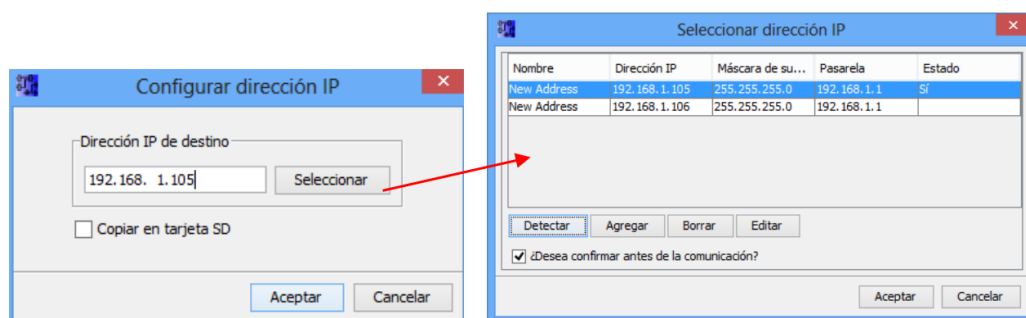 Configurar dirección IP
Dirección IP de destino
192.168. 1.105
Seleccionar
Copiar en tarjeta SD
Aceptar Cancelar
Seleccionar dirección IP
Nombre Dirección IP Máscara de su... Pasarela Estado
New Address 192.168.1.105 255.255.255.0 192.168.1.1 Sí
New Address 192.168.1.106 255.255.255.0 192.168.1.1
Detectar Agregar Borrar Editar
¿Desea confirmar antes de la comunicación?
Aceptar Cancelar